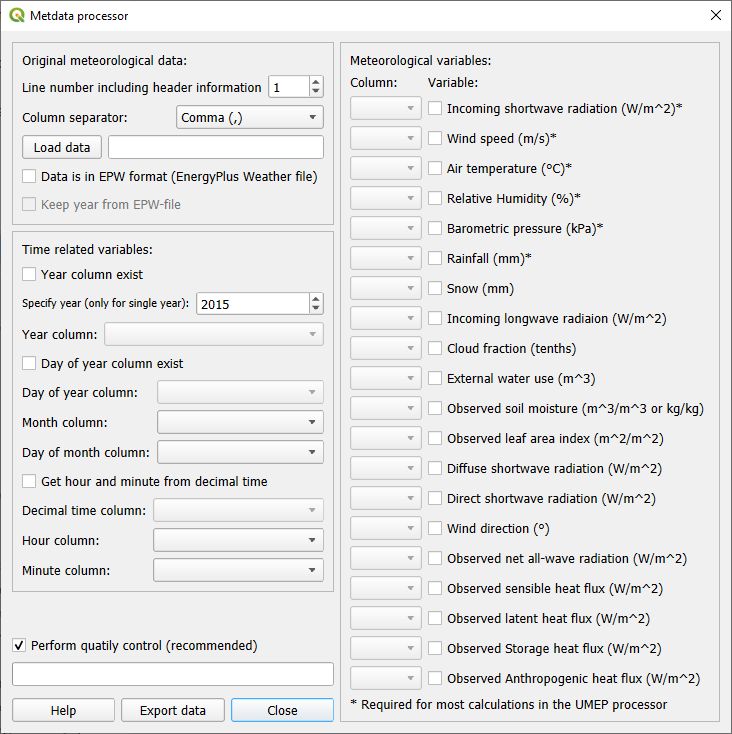 Metdata processor
Original meteorological data:
Line number including header information 1
Column separator: Comma (,)
Load data
Data is in EPW format (EnergyPlus Weather file)
Keep year from EPW-file
Time related variables:
Year column exist
Specify year (only for single year): 2015
Year column:
Day of year column exist
Day of year column:
Month column:
Day of month column:
Get hour and minute from decimal time
Decimal time column:
Hour column:
Minute column:
Perform quatily control (recommended)
Help Export data Close
Meteorological variables:
Column: Variable:
Incoming shortwave radiation (W/m^2)*
Wind speed (m/s)*
Air temperature (°C)*
Relative Humidity (%)*
Barometric pressure (kPa)*
Rainfall (mm)*
Snow (mm)
Incoming longwave radiaion (W/m^2)
Cloud fraction (tenths)
External water use (m^3)
Observed soil moisture (m^3/m^3 or kg/kg)
Observed leaf area index (m^2/m^2)
Diffuse shortwave radiation (W/m^2)
Direct shortwave radiation (W/m^2)
Wind direction (°)
Observed net all-wave radiation (W/m^2)
Observed sensible heat flux (W/m^2)
Observed latent heat flux (W/m^2)
Observed Storage heat flux (W/m^2)
Observed Anthropogenic heat flux (W/m^2)
* Required for most calculations in the UMEP processor